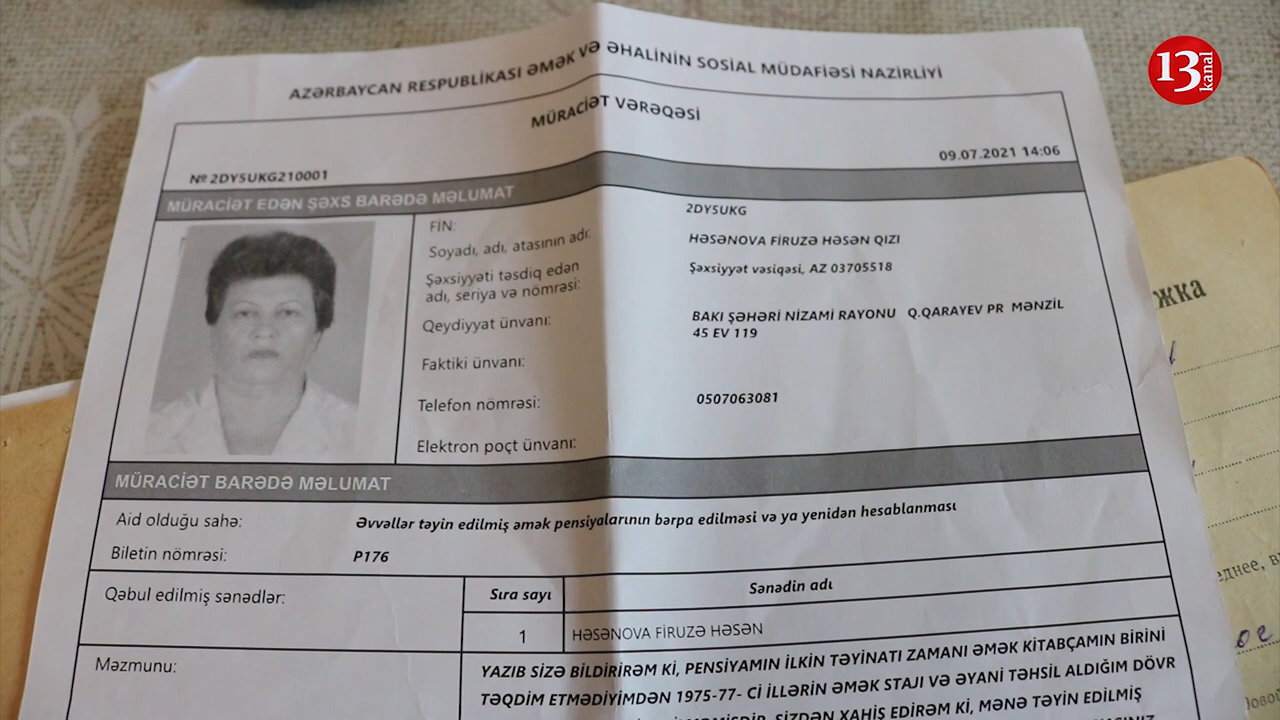 13 kanal
AZƏRBAYCAN RESPUBLİKASI ƏMƏK VƏ ƏHALİNİN SOSİAL MÜDAFİƏSİ NAZİRLİYİ
MÜRACİƏT VƏRƏQƏSİ
№ 2DY5UKG210001
09.07.2021 14:06
MÜRACİƏT EDƏN ŞƏXS BARƏDƏ MƏLUMAT
FİN: 2DY5UKG
Soyadı, adı, atasının adı: HƏSƏNOVA FİRUZƏ HƏSƏN QIZI
Şəxsiyyəti təsdiq edən Şəxsiyyət vəsiqəsi, AZ 03705518
adı, seriya və nömrəsi:
Qeydiyyat ünvanı: BAKI ŞƏHƏRİ NİZAMİ RAYONU Q.QARAYEV PR MƏNZİL
45 EV 119
Faktiki ünvanı:
Telefon nömrəsi: 0507063081
Elektron poçt ünvanı:
MÜRACİƏT BARƏDƏ MƏLUMAT
Aid olduğu sahə: Əvvəllər təyin edilmiş əmək pensiyalarının bərpa edilməsi və ya yenidən hesablanması
Biletin nömrəsi: P176
Qəbul edilmiş sənədlər: Sıra sayı Sənədin adı
1 HƏSƏNOVA FİRUZƏ HƏSƏN
Məzmunu: YAZIB SİZƏ BİLDİRİRƏM Kİ, PENSİYAMIN İLKİN TƏYİNATI ZAMANI ƏMƏK KİTABÇAMIN BİRİNİ
TƏQDİM ETMƏDİYİMDƏN 1975-77- Cİ İLLƏRİN ƏMƏK STAJI VƏ ƏYANİ TƏHSİL ALDIĞIM DÖVR
SİZDƏN XAHİŞ EDİRƏM Kİ, MƏNƏ TƏYİN EDİLMİŞ